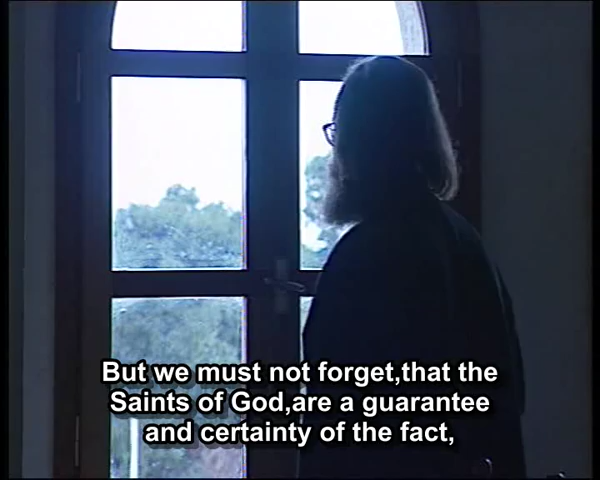 But we must not forget,that the
Saints of God,are a guarantee
and certainty of the fact,